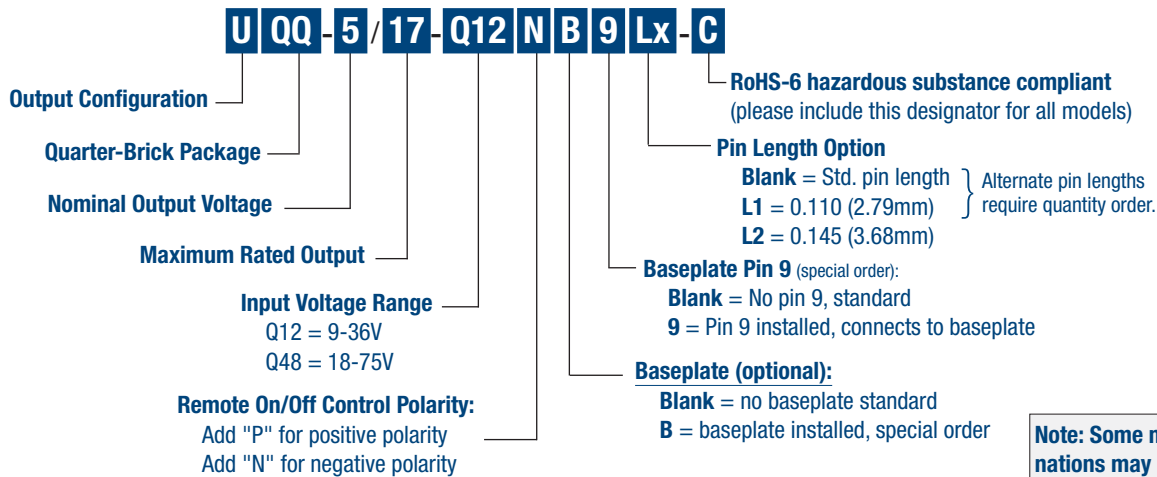 U QQ - 5 / 17 - Q12 N B 9 Lx - C
RoHS-6 hazardous substance compliant
(please include this designator for all models)
Output Configuration
Pin Length Option
Quarter-Brick Package
Blank = Std. pin length
Alternate pin lengths
require quantity order.
L1 = 0.110 (2.79mm)
L2 = 0.145 (3.68mm)
Nominal Output Voltage
Maximum Rated Output
Baseplate Pin 9 (special order):
Blank = No pin 9, standard
9 = Pin 9 installed, connects to baseplate
Input Voltage Range
Q12 = 9-36V
Q48 = 18-75V
Baseplate (optional):
Blank = no baseplate standard
B = baseplate installed, special order
Remote On/Off Control Polarity:
Add "P" for positive polarity
Add "N" for negative polarity
Note: Some
nations may